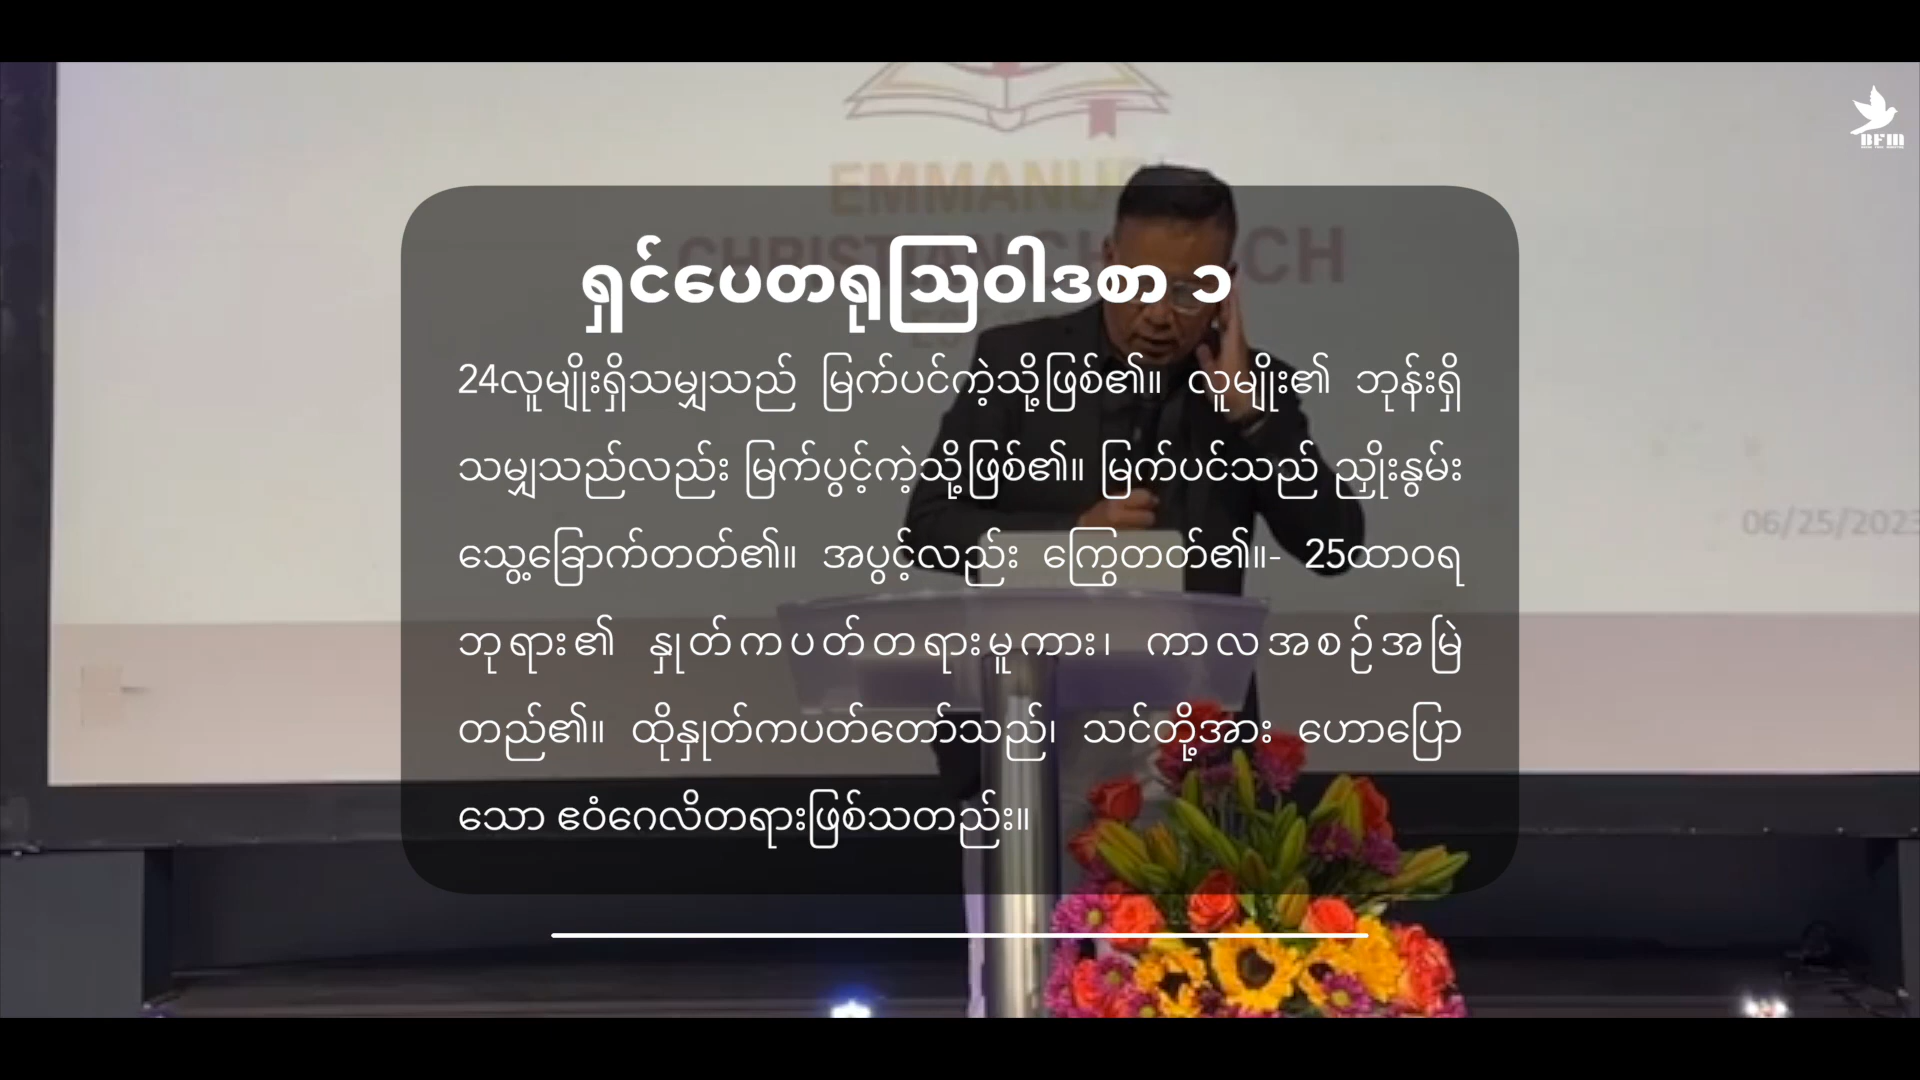 BFM
EMMANU
CHRISTIAN CH CH
ရှင်ပေတရုဩဝါဒစာ ၁
24လူမျိုးရှိသမျှသည် မြက်ပင်ကဲ့သို့ဖြစ်၏။ လူမျိုး၏ ဘုန်းရှိ
သမျှသည်လည်း မြက်ပွင့်ကဲ့သို့ဖြစ်၏။ မြက်ပင်သည် ညှိုးနွမ်း
သွေ့ခြောက်တတ်၏။ အပွင့်လည်း ကြွေတတ်၏။- 25ထာဝရ
ဘုရား၏ နှုတ်ကပတ်တရားမူကား၊ ကာလအစဉ်အမြဲ
တည်၏။ ထိုနှုတ်ကပတ်တော်သည်၊ သင်တို့အား ဟောပြော
သော ဧဝံဂေလိတရားဖြစ်သတည်း။
06/25/2023